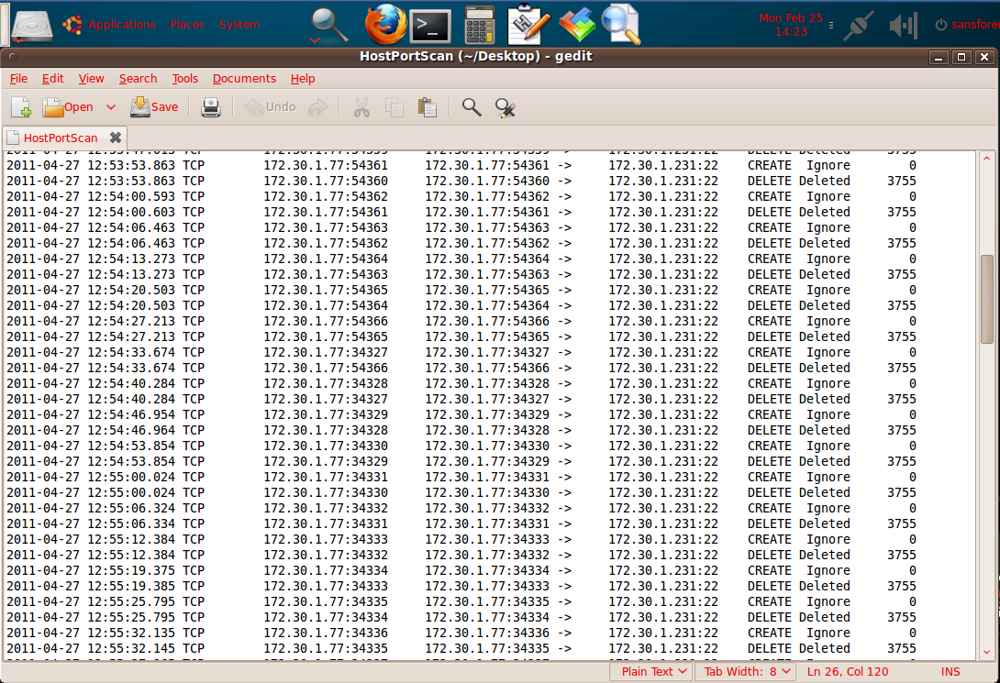 Applications Places System Mon Feb 25
14:23
sansfore
HostPortScan (~/Desktop) - gedit
File Edit View Search Tools Documents Help
Open Save Undo
HostPortScan
2011-04-27 12:53:53.863 TCP 172.30.1.77:54361 172.30.1.77:54361 -> 172.30.1.231:22 CREATE Ignore 0
2011-04-27 12:53:53.863 TCP 172.30.1.77:54360 172.30.1.77:54360 -> 172.30.1.231:22 DELETE Deleted 3755
2011-04-27 12:54:00.593 TCP 172.30.1.77:54362 172.30.1.77:54362 -> 172.30.1.231:22 CREATE Ignore 0
2011-04-27 12:54:00.603 TCP 172.30.1.77:54361 172.30.1.77:54361 -> 172.30.1.231:22 DELETE Deleted 3755
2011-04-27 12:54:06.463 TCP 172.30.1.77:54363 172.30.1.77:54363 -> 172.30.1.231:22 CREATE Ignore 0
2011-04-27 12:54:06.463 TCP 172.30.1.77:54362 172.30.1.77:54362 -> 172.30.1.231:22 DELETE Deleted 3755
2011-04-27 12:54:13.273 TCP 172.30.1.77:54364 172.30.1.77:54364 -> 172.30.1.231:22 CREATE Ignore 0
2011-04-27 12:54:13.273 TCP 172.30.1.77:54363 172.30.1.77:54363 -> 172.30.1.231:22 DELETE Deleted 3755
2011-04-27 12:54:20.503 TCP 172.30.1.77:54365 172.30.1.77:54365 -> 172.30.1.231:22 CREATE Ignore 0
2011-04-27 12:54:20.503 TCP 172.30.1.77:54364 172.30.1.77:54364 -> 172.30.1.231:22 DELETE Deleted 3755
2011-04-27 12:54:27.213 TCP 172.30.1.77:54366 172.30.1.77:54366 -> 172.30.1.231:22 CREATE Ignore 0
2011-04-27 12:54:27.213 TCP 172.30.1.77:54365 172.30.1.77:54365 -> 172.30.1.231:22 DELETE Deleted 3755
2011-04-27 12:54:33.674 TCP 172.30.1.77:34327 172.30.1.77:34327 -> 172.30.1.231:22 CREATE Ignore 0
2011-04-27 12:54:33.674 TCP 172.30.1.77:54366 172.30.1.77:54366 -> 172.30.1.231:22 DELETE Deleted 3755
2011-04-27 12:54:40.284 TCP 172.30.1.77:34328 172.30.1.77:34328 -> 172.30.1.231:22 CREATE Ignore 0
2011-04-27 12:54:40.284 TCP 172.30.1.77:34327 172.30.1.77:34327 -> 172.30.1.231:22 DELETE Deleted 3755
2011-04-27 12:54:46.954 TCP 172.30.1.77:34329 172.30.1.77:34329 -> 172.30.1.231:22 CREATE Ignore 0
2011-04-27 12:54:46.964 TCP 172.30.1.77:34328 172.30.1.77:34328 -> 172.30.1.231:22 DELETE Deleted 3755
2011-04-27 12:54:53.854 TCP 172.30.1.77:34330 172.30.1.77:34330 -> 172.30.1.231:22 CREATE Ignore 0
2011-04-27 12:54:53.854 TCP 172.30.1.77:34329 172.30.1.77:34329 -> 172.30.1.231:22 DELETE Deleted 3755
2011-04-27 12:55:00.024 TCP 172.30.1.77:34331 172.30.1.77:34331 -> 172.30.1.231:22 CREATE Ignore 0
2011-04-27 12:55:00.024 TCP 172.30.1.77:34330 172.30.1.77:34330 -> 172.30.1.231:22 DELETE Deleted 3755
2011-04-27 12:55:06.324 TCP 172.30.1.77:34332 172.30.1.77:34332 -> 172.30.1.231:22 CREATE Ignore 0
2011-04-27 12:55:06.334 TCP 172.30.1.77:34331 172.30.1.77:34331 -> 172.30.1.231:22 DELETE Deleted 3755
2011-04-27 12:55:12.384 TCP 172.30.1.77:34333 172.30.1.77:34333 -> 172.30.1.231:22 CREATE Ignore 0
2011-04-27 12:55:12.384 TCP 172.30.1.77:34332 172.30.1.77:34332 -> 172.30.1.231:22 DELETE Deleted 3755
2011-04-27 12:55:19.375 TCP 172.30.1.77:34334 172.30.1.77:34334 -> 172.30.1.231:22 CREATE Ignore 0
2011-04-27 12:55:19.385 TCP 172.30.1.77:34333 172.30.1.77:34333 -> 172.30.1.231:22 DELETE Deleted 3755
2011-04-27 12:55:25.795 TCP 172.30.1.77:34335 172.30.1.77:34335 -> 172.30.1.231:22 CREATE Ignore 0
2011-04-27 12:55:25.795 TCP 172.30.1.77:34334 172.30.1.77:34334 -> 172.30.1.231:22 DELETE Deleted 3755
2011-04-27 12:55:32.135 TCP 172.30.1.77:34336 172.30.1.77:34336 -> 172.30.1.231:22 CREATE Ignore 0
2011-04-27 12:55:32.145 TCP 172.30.1.77:34335 172.30.1.77:34335 -> 172.30.1.231:22 DELETE Deleted 3755
Plain Text Tab Width: 8 Ln 26, Col 120 INS